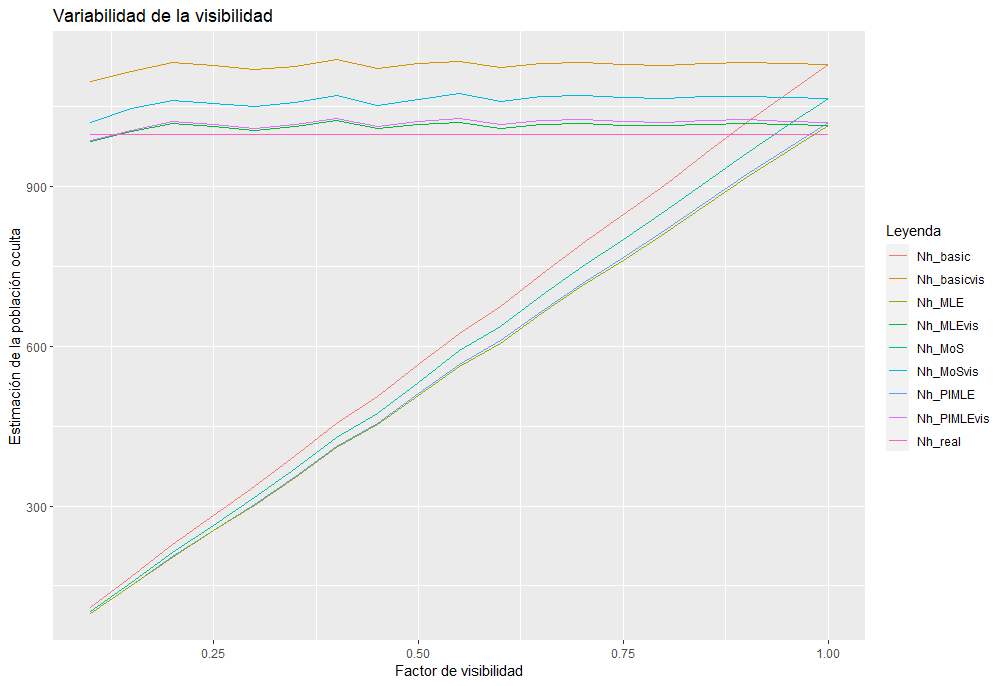 Variabilidad de la visibilidad
Estimación de la población oculta
900
600
300
0.25
0.50
0.75
1.00
Factor de visibilidad
Leyenda
Nh_basic
Nh_basicvis
Nh_MLE
Nh_MLEvis
Nh_MoS
Nh_MoSvis
Nh_PIMLE
Nh_PIMLEvis
Nh_real